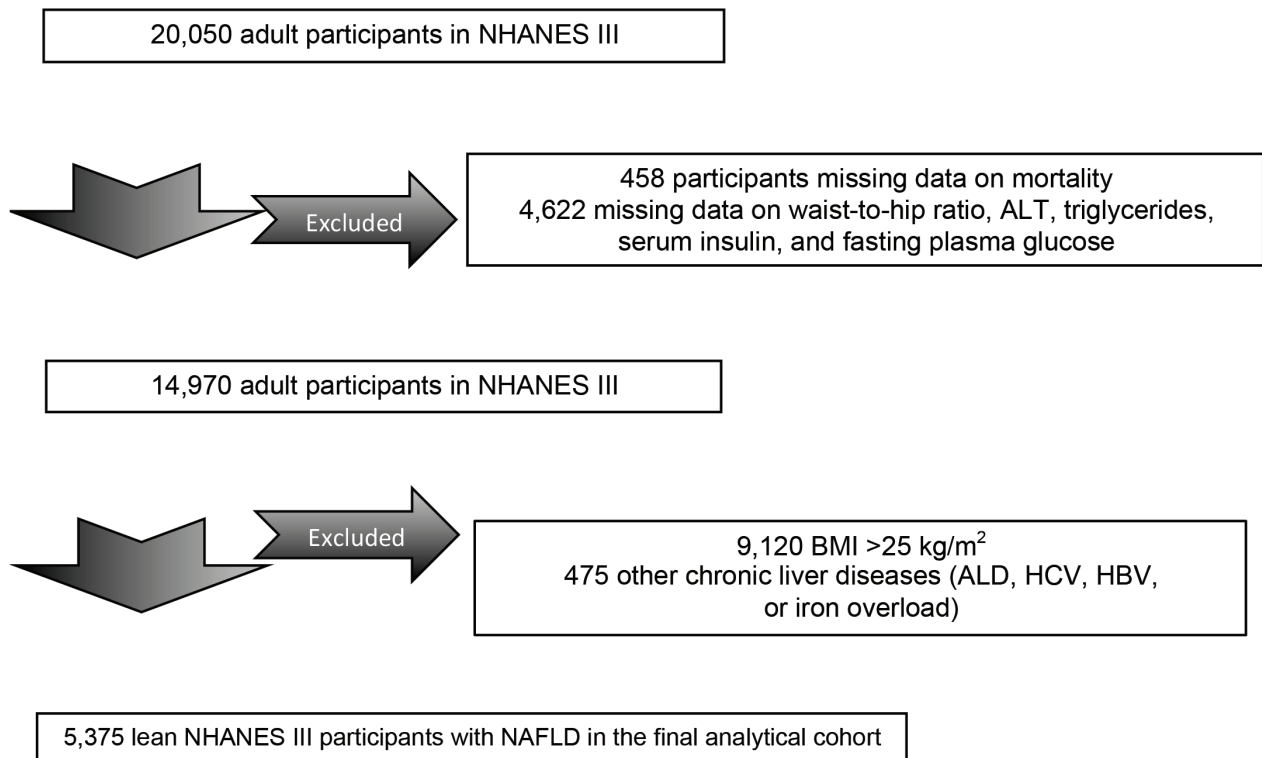 20,050 adult participants in NHANES III
Excluded
458 participants missing data on mortality
4,622 missing data on waist-to-hip ratio, ALT, triglycerides,
serum insulin, and fasting plasma glucose
14,970 adult participants in NHANES III
Excluded
9,120 BMI >25 kg/m²
475 other chronic liver diseases (ALD, HCV, HBV,
or iron overload)
5,375 lean NHANES III participants with NAFLD in the final analytical cohort